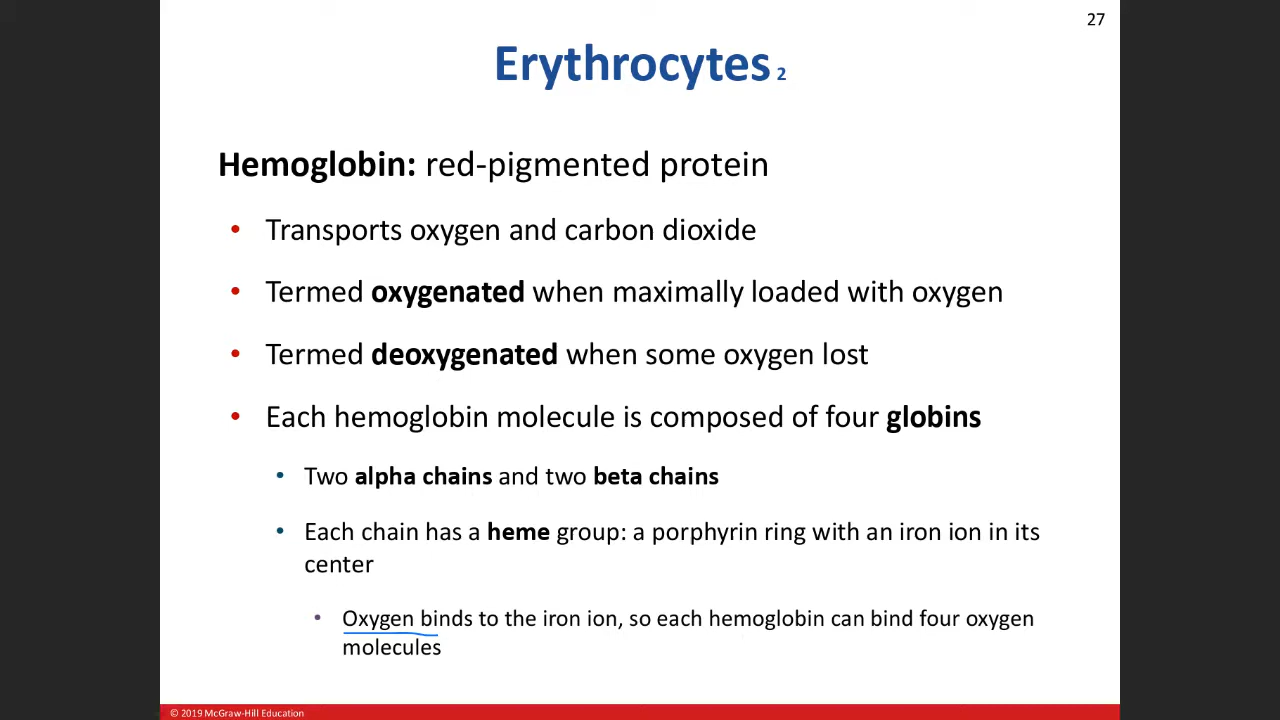 27
Erythrocytes 2
Hemoglobin: red-pigmented protein
• Transports oxygen and carbon dioxide
• Termed oxygenated when maximally loaded with oxygen
• Termed deoxygenated when some oxygen lost
• Each hemoglobin molecule is composed of four globins
• Two alpha chains and two beta chains
• Each chain has a heme group: a porphyrin ring with an iron ion in its
center
• Oxygen binds to the iron ion, so each hemoglobin can bind four oxygen
molecules
© 2019 McGraw-Hill Education